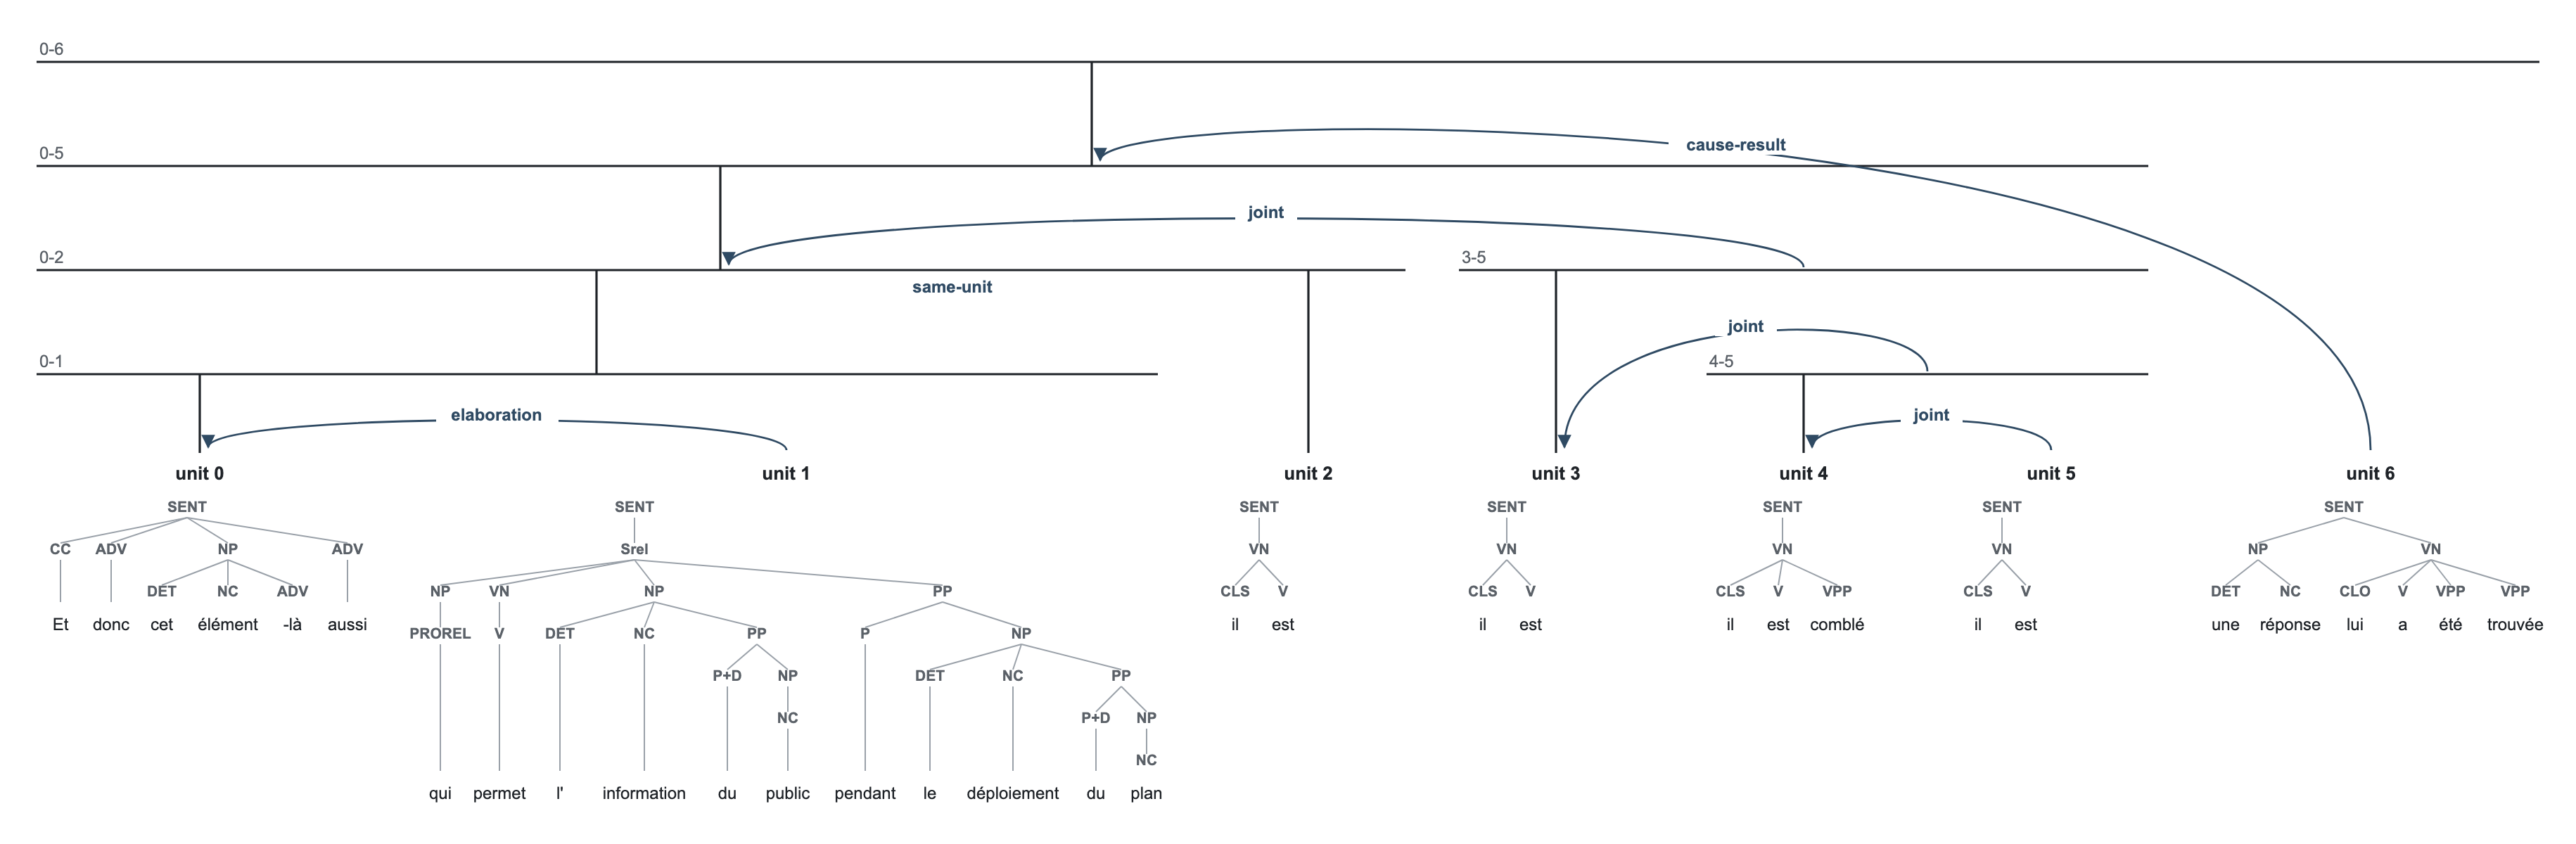 0-6
cause-result
0-5
joint
0-2 3-5
same-unit
joint
0-1 4-5
elaboration joint
unit 0 unit 1 unit 2 unit 3 unit 4 unit 5 unit 6
SENT SENT SENT SENT SENT SENT SENT
CC ADV NP ADV Srel VN VN VN VN NP VN
DET NC ADV NP VN NP PP CLS V CLS V CLS V VPP CLS V DET NC CLO V VPP VPP
Et donc cet élément -là aussi il est il est il est comblé il est une réponse lui a été trouvée
PROREL V DET NC PP P NP
P+D NP DET NC PP
NC P+D NP
NC
qui permet l' information du public pendant le déploiement du plan